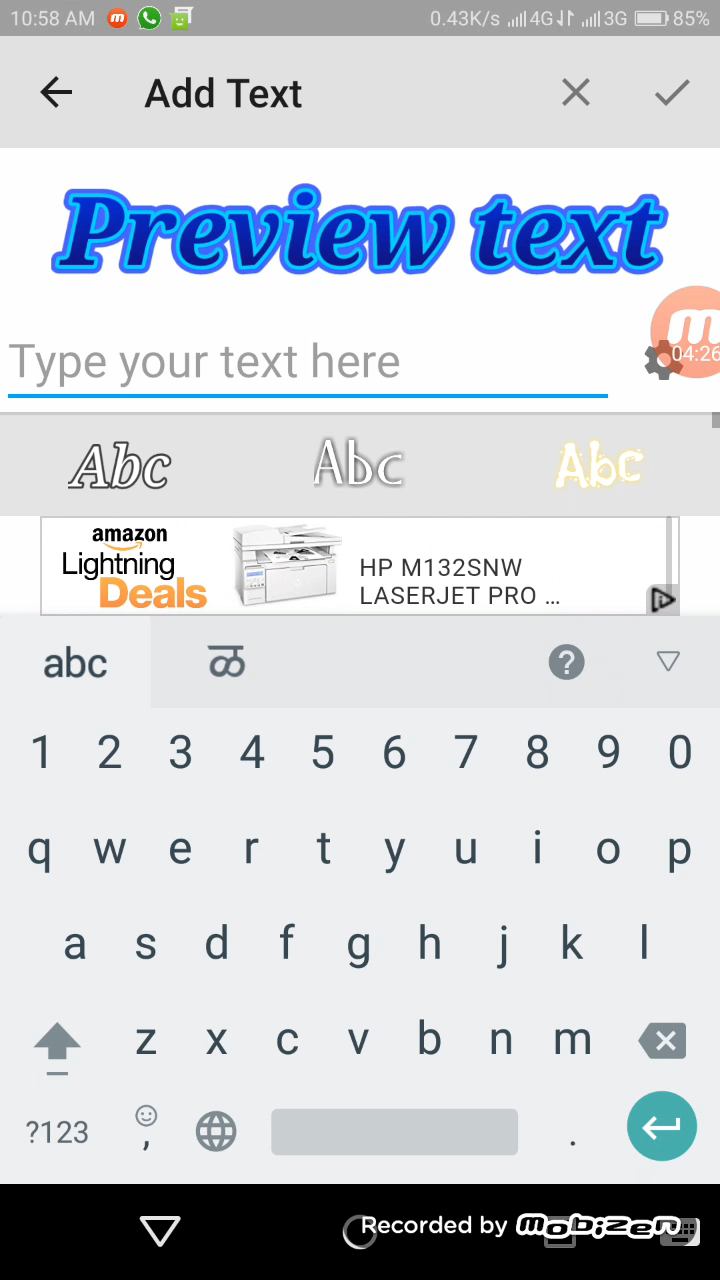 10:58 AM 0.43K/s 4G 3G 85%
Add Text
Preview text
04:26
Type your text here
Abc Abc Abc
amazon
Lightning
Deals
HP M132SNW
LASERJET PRO ...
abc ळ ?
1 2 3 4 5 6 7 8 9 0
q w e r t y u i o p
a s d f g h j k l
z x c v b n m
?123 , .
Recorded by mobizen